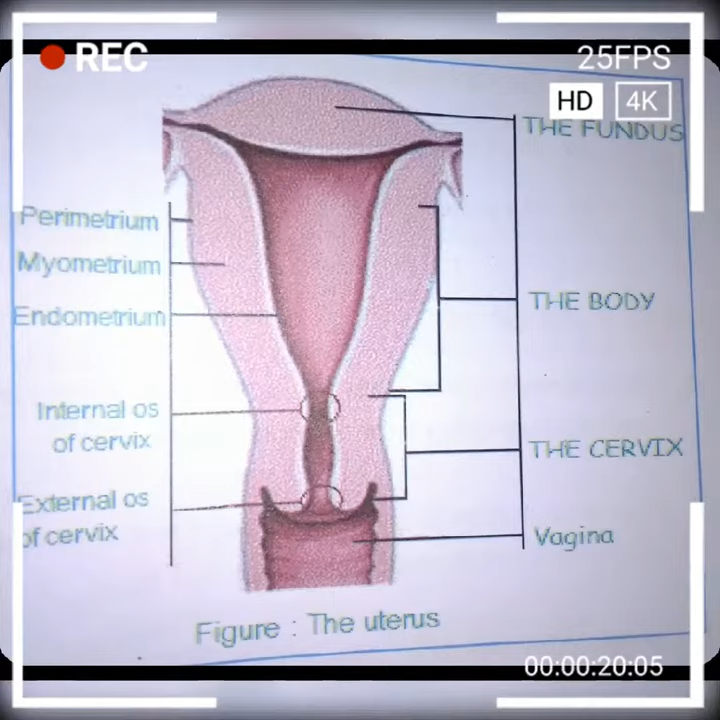 REC
25FPS
HD
4K
THE FUNDUS
Perimetrium
Myometrium
Endometrium
THE BODY
Internal os
of cervix
THE CERVIX
External os
of cervix
Vagina
Figure : The uterus
00:00:20:05